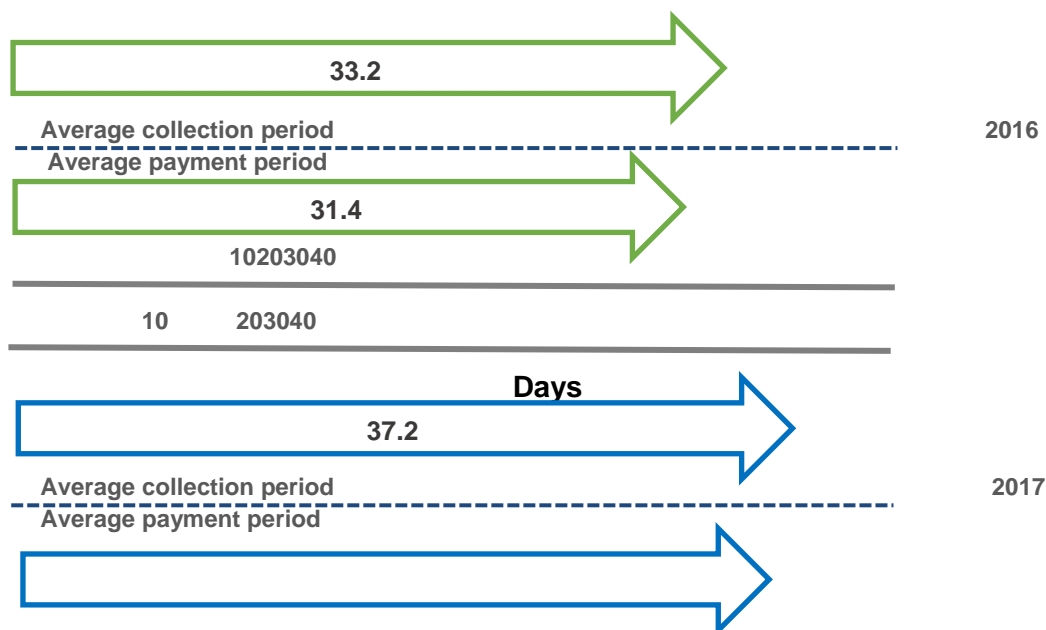 33.2
Average collection period
2016
Average payment period
31.4
10203040
10 203040
Days
37.2
Average collection period
2017
Average payment period